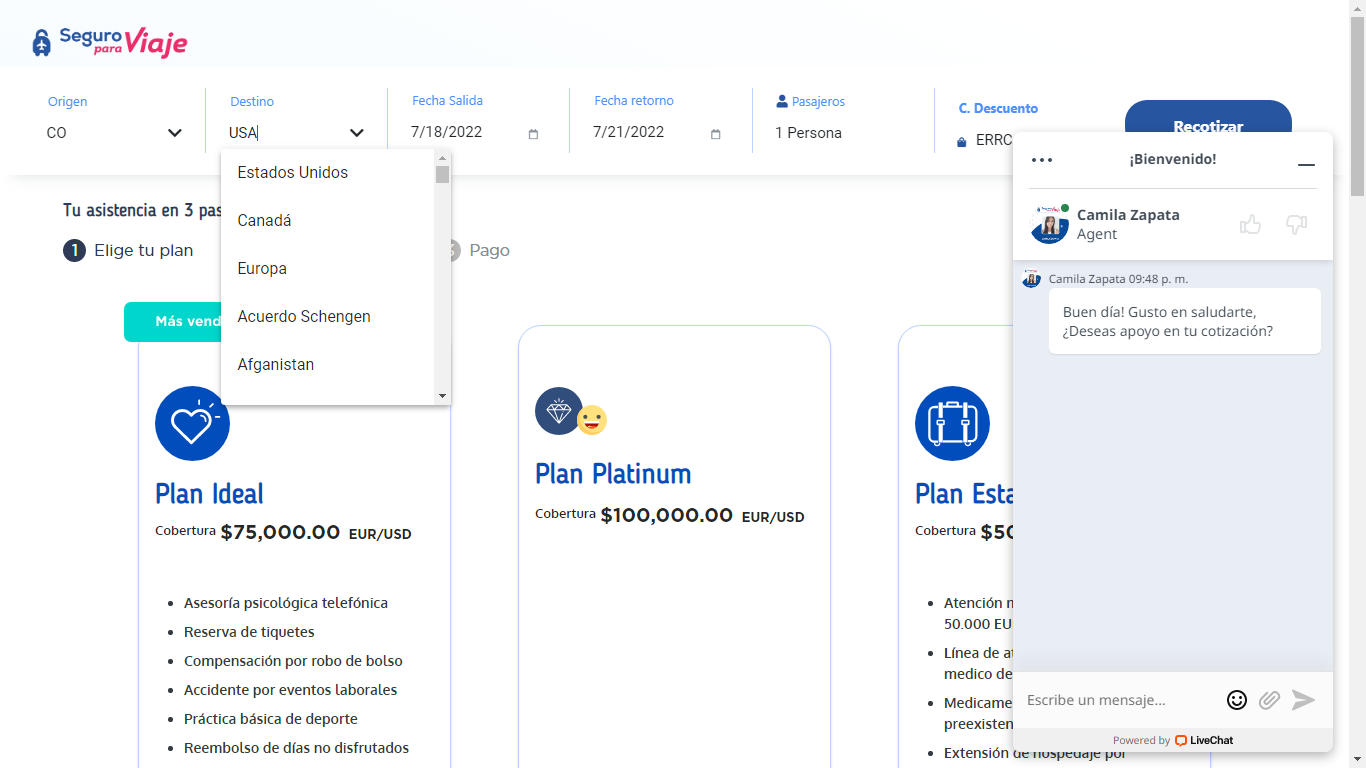 Seguro
para Viaje
Origen
CO
Destino
USA
Fecha Salida
7/18/2022
Fecha retorno
7/21/2022
Pasajeros
1 Persona
C. Descuento
ERRC
Recotizar
Estados Unidos
Canadá
Europa
Acuerdo Schengen
Afganistan
Tu asistencia en 3 pas
1 Elige tu plan
Pago
Más vend
Plan Ideal
Cobertura $75,000.00 EUR/USD
Asesoría psicológica telefónica
Reserva de tiquetes
Compensación por robo de bolso
Accidente por eventos laborales
Práctica básica de deporte
Reembolso de días no disfrutados
Plan Platinum
Cobertura $100,000.00 EUR/USD
Plan Esta
Cobertura $50
Atención m
50.000 EU
Línea de at
medico de
Medicame
preexisten
Extensión de hospedaje por
¡Bienvenido!
Camila Zapata
Agent
Camila Zapata 09:48 p. m.
Buen día! Gusto en saludarte,
¿Deseas apoyo en tu cotización?
Escribe un mensaje...
Powered by LiveChat